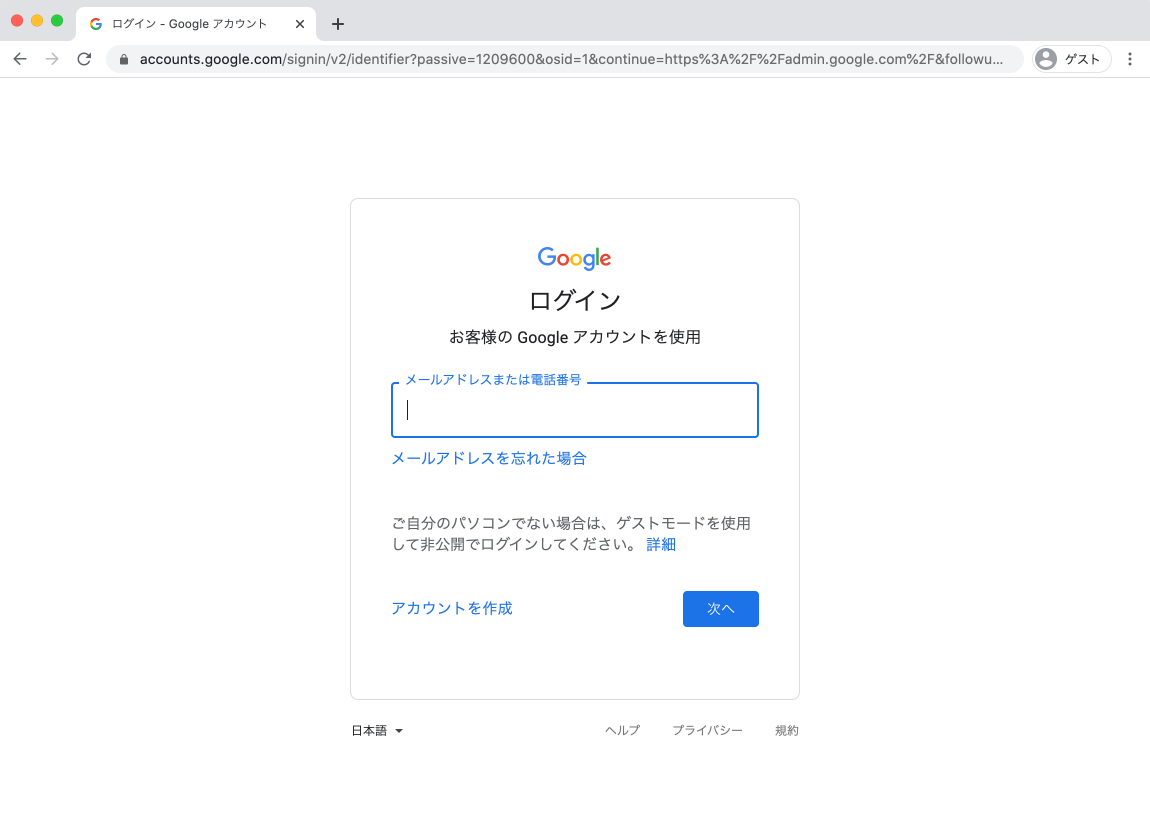 ログイン - Google アカウント
accounts.google.com/signin/v2/identifier?passive=1209600&osid=1&continue=https%3A%2F%2Fadmin.google.com%2F&followu...
ゲスト
Google
ログイン
お客様の Google アカウントを使用
メールアドレスまたは電話番号
メールアドレスを忘れた場合
ご自分のパソコンでない場合は、ゲストモードを使用
して非公開でログインしてください。 詳細
アカウントを作成
次へ
日本語
ヘルプ
プライバシー
規約